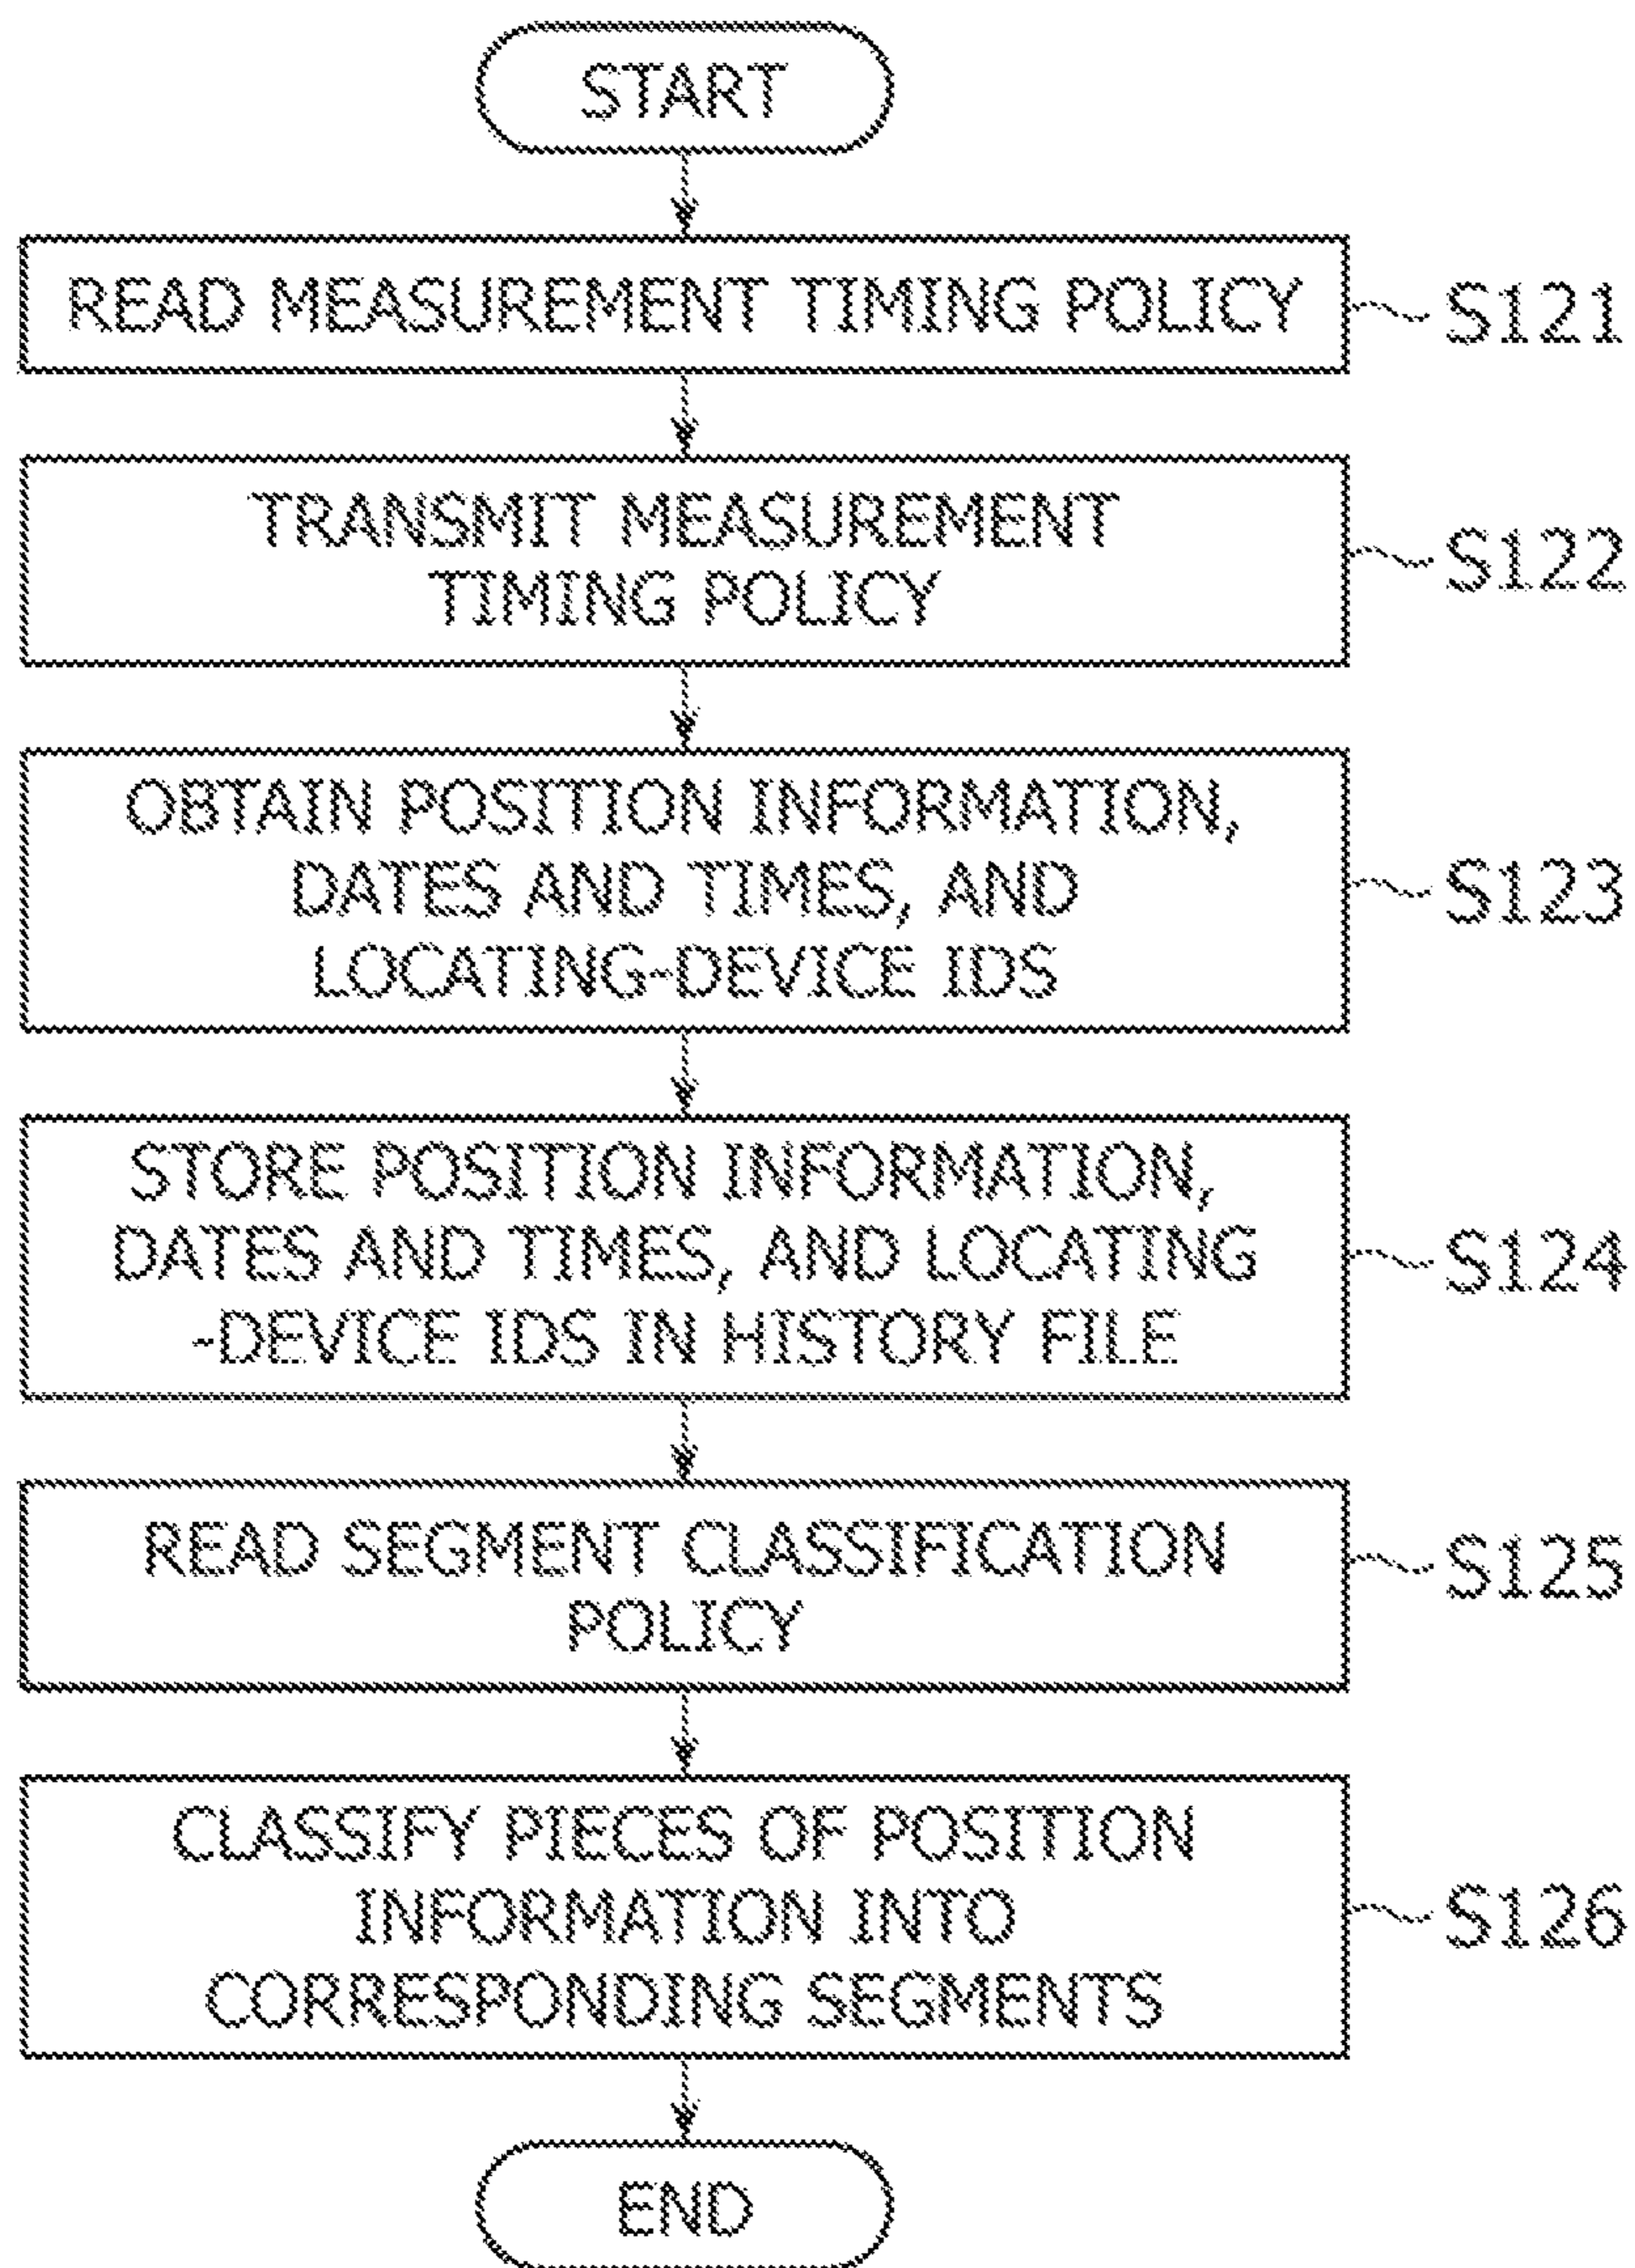 START
READ MEASUREMENT TIMING POLICY
S121
TRANSMIT MEASUREMENT
TIMING POLICY
S122
OBTAIN POSITION INFORMATION,
DATES AND TIMES, AND
LOCATING-DEVICE IDS
S123
STORE POSITION INFORMATION,
DATES AND TIMES, AND LOCATING
-DEVICE IDS IN HISTORY FILE
S124
READ SEGMENT CLASSIFICATION
POLICY
S125
CLASSIFY PIECES OF POSITION
INFORMATION INTO
CORRESPONDING SEGMENTS
S126
END